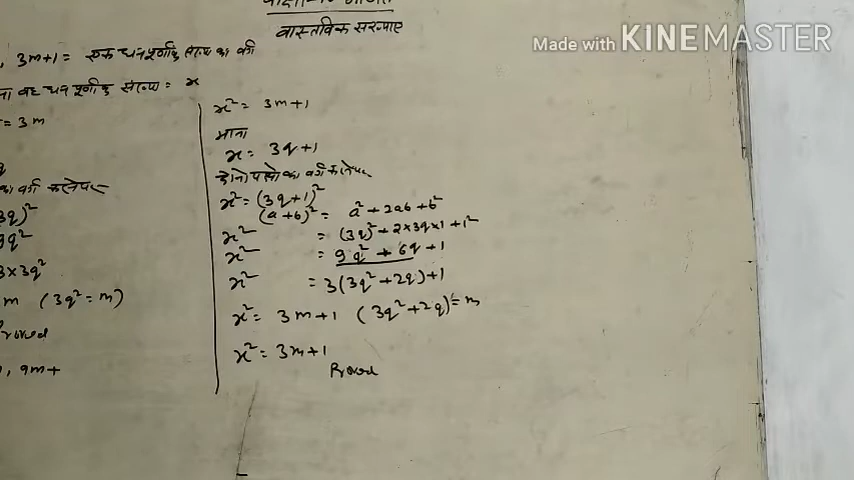 वास्तविक संख्याए
Made with KINEMASTER
, 3m+1 = एक धनपूर्णांक संख्या का वर्ग
ना वह धनपूर्णांक संख्या = x
= 3m
का वर्ग करनेपर
3q)²
9q²
3×3q²
m (3q² = m)
Proved
, 9m+
x² = 3m+1
माना
x = 3q+1
दोनो पक्षो का वर्ग करनेपर
x² = (3q+1)²
(a+b)² = a²+2ab+b²
x² = (3q)²+2×3q×1+1²
x² = 9q²+6q+1
x² = 3(3q²+2q)+1
x² = 3m+1 (3q²+2q) = m
x² = 3m+1
Proved